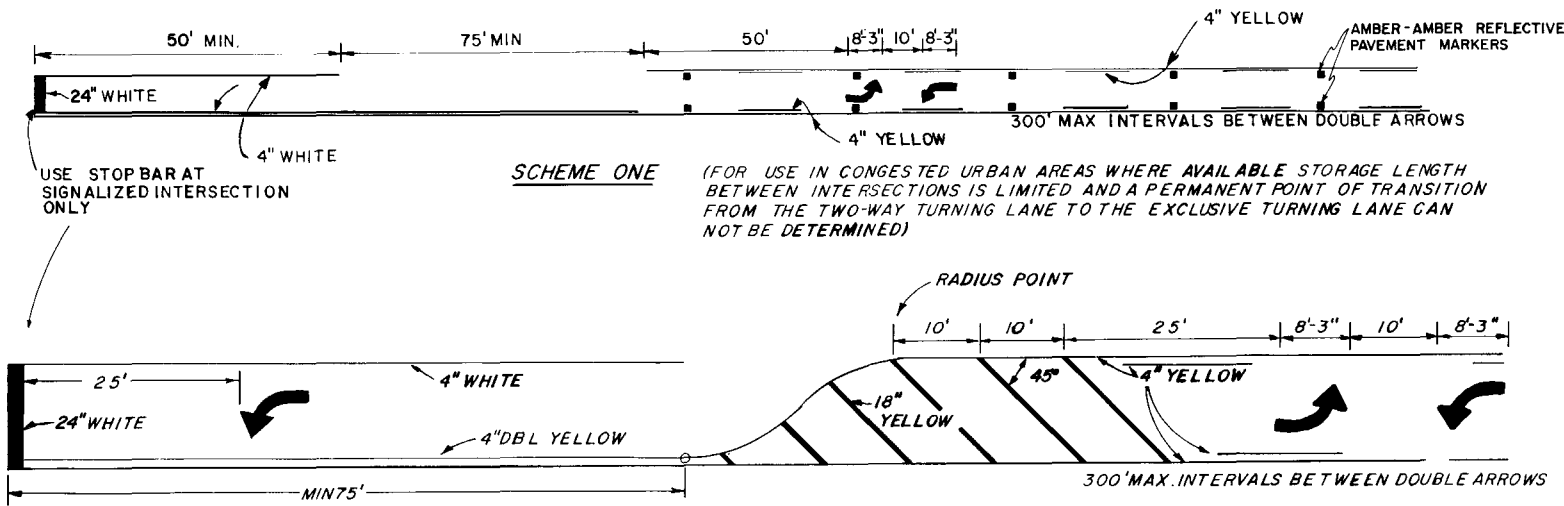 50' MIN.
75' MIN
50'
8'-3"
10'
8'-3"
4" YELLOW
AMBER-AMBER REFLECTIVE
PAVEMENT MARKERS
24" WHITE
4" WHITE
4" YELLOW
300' MAX INTERVALS BETWEEN DOUBLE ARROWS
USE STOP BAR AT
SIGNALIZED INTERSECTION
ONLY
SCHEME ONE
(FOR USE IN CONGESTED URBAN AREAS WHERE AVAILABLE STORAGE LENGTH
BETWEEN INTERSECTIONS IS LIMITED AND A PERMANENT POINT OF TRANSITION
FROM THE TWO-WAY TURNING LANE TO THE EXCLUSIVE TURNING LANE CAN
NOT BE DETERMINED)
RADIUS POINT
10'
10'
25'
8'-3"
10'
8'-3"
25'
4" WHITE
45°
4" YELLOW
24" WHITE
18"
YELLOW
4" DBL YELLOW
MIN 75'
300' MAX. INTERVALS BETWEEN DOUBLE ARROWS